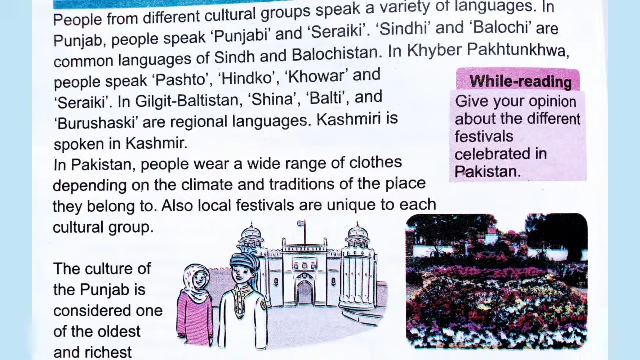 People from different cultural groups speak a variety of languages. In
Punjab, people speak ‘Punjabi’ and ‘Seraiki’. ‘Sindhi’ and ‘Balochi’ are
common languages of Sindh and Balochistan. In Khyber Pakhtunkhwa,
people speak ‘Pashto’, ‘Hindko’, ‘Khowar’ and
‘Seraiki’. In Gilgit-Baltistan, ‘Shina’, ‘Balti’, and
‘Burushaski’ are regional languages. Kashmiri is
spoken in Kashmir.
In Pakistan, people wear a wide range of clothes
depending on the climate and traditions of the place
they belong to. Also local festivals are unique to each
cultural group.
While-reading
Give your opinion
about the different
festivals
celebrated in
Pakistan.
The culture of
the Punjab is
considered one
of the oldest
and richest